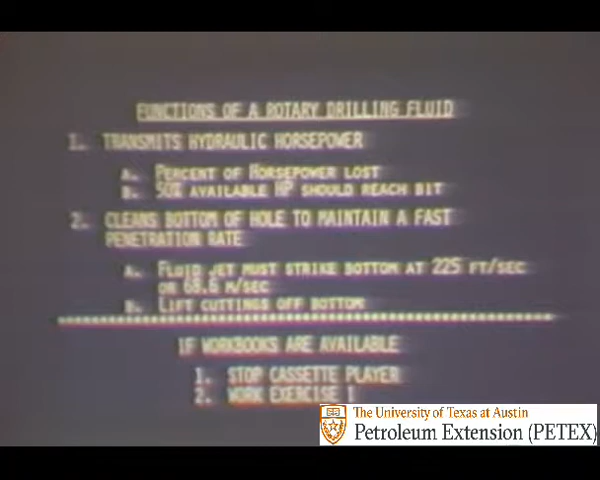 FUNCTIONS OF A ROTARY DRILLING FLUID
1. TRANSMITS HYDRAULIC HORSEPOWER
A. PERCENT OF HORSEPOWER LOST
B. 50% AVAILABLE HP SHOULD REACH BIT
2. CLEANS BOTTOM OF HOLE TO MAINTAIN A FAST
PENETRATION RATE
A. FLUID JET MUST STRIKE BOTTOM AT 225 FT/SEC
OR 68.6 M/SEC
B. LIFT CUTTINGS OFF BOTTOM
IF WORKBOOKS ARE AVAILABLE
1. STOP CASSETTE PLAYER
2. WORK EXERCISE 1
The University of Texas at Austin
Petroleum Extension (PETEX)